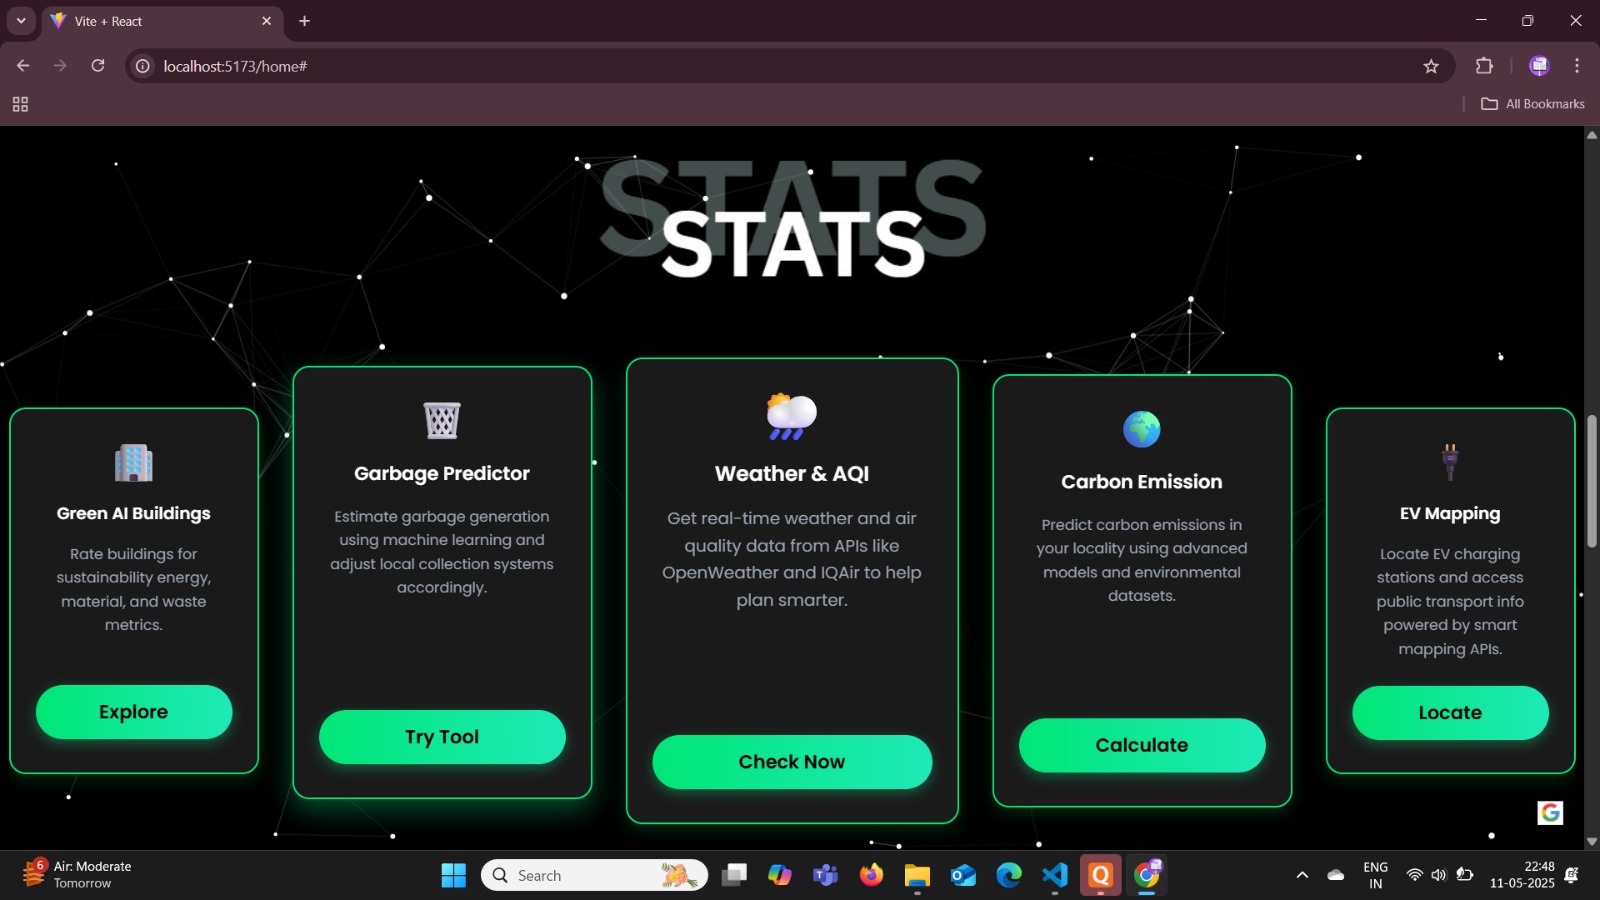 Vite + React
localhost:5173/home#
All Bookmarks
STATS
STATS
Green AI Buildings
Rate buildings for
sustainability energy,
material, and waste
metrics.
Explore
Garbage Predictor
Estimate garbage generation
using machine learning and
adjust local collection systems
accordingly.
Try Tool
Weather & AQI
Get real-time weather and air
quality data from APIs like
OpenWeather and IQAir to help
plan smarter.
Check Now
Carbon Emission
Predict carbon emissions in
your locality using advanced
models and environmental
datasets.
Calculate
EV Mapping
Locate EV charging
stations and access
public transport info
powered by smart
mapping APIs.
Locate
G
6
Air: Moderate
Tomorrow
Search
Q
ENG
IN
22:48
11-05-2025